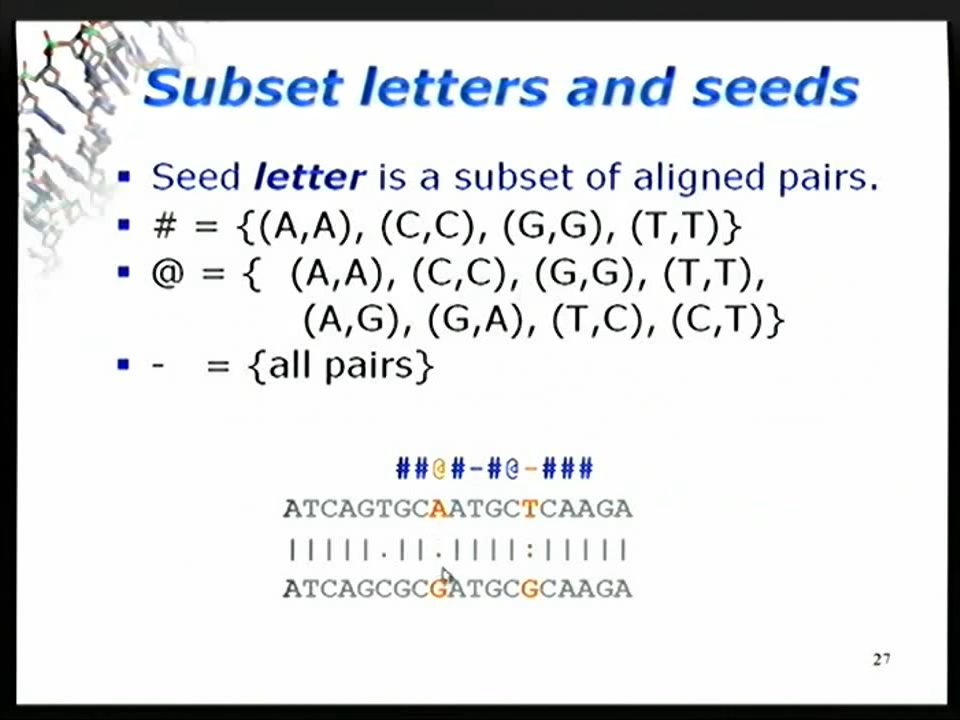 Subset letters and seeds
▪ Seed letter is a subset of aligned pairs.
▪ # = {(A,A), (C,C), (G,G), (T,T)}
▪ @ = { (A,A), (C,C), (G,G), (T,T),
(A,G), (G,A), (T,C), (C,T)}
▪ - = {all pairs}
##@#-#@-###
ATCAGTGCAATGCTCAAGA
|||||.||.||||:|||||
ATCAGCGCGATGCGCAAGA
27